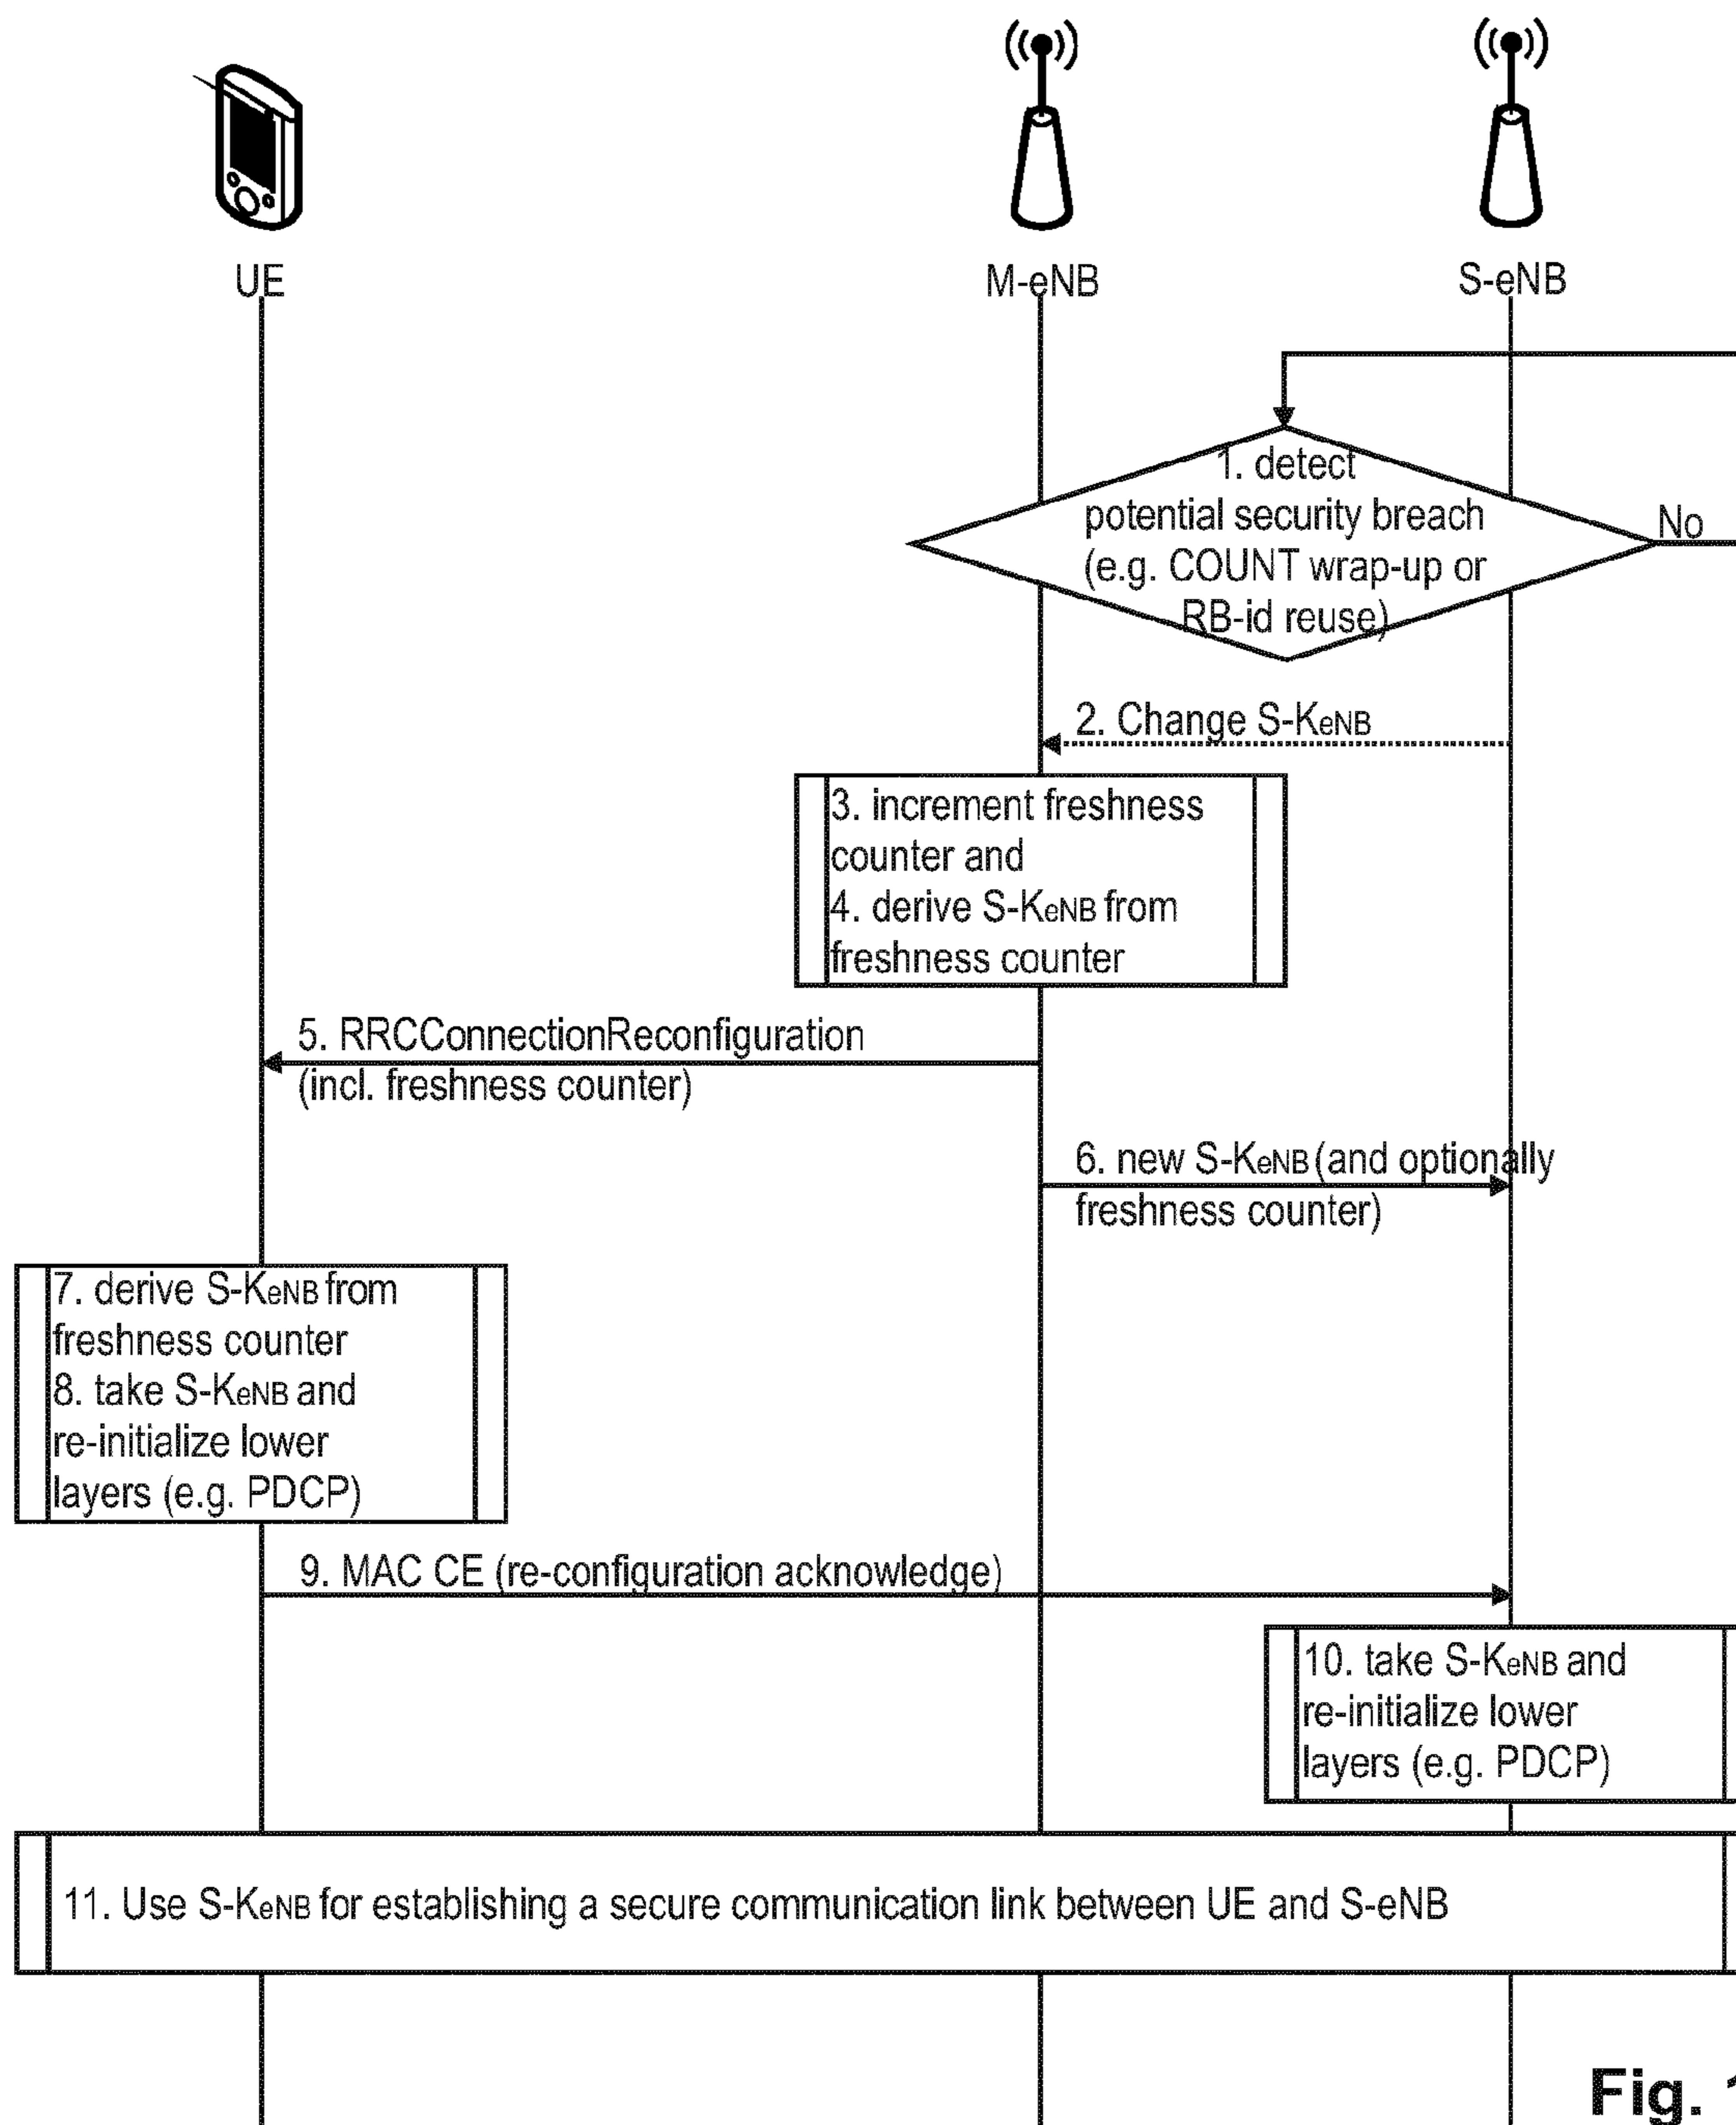 UE
M-eNB
S-eNB
1. detect
potential security breach
(e.g. COUNT wrap-up or
RB-id reuse)
No
2. Change S-KeNB
3. increment freshness
counter and
4. derive S-KeNB from
freshness counter
5. RRCConnectionReconfiguration
(incl. freshness counter)
6. new S-KeNB (and optionally
freshness counter)
7. derive S-KeNB from
freshness counter
8. take S-KeNB and
re-initialize lower
layers (e.g. PDCP)
9. MAC CE (re-configuration acknowledge)
10. take S-KeNB and
re-initialize lower
layers (e.g. PDCP)
11. Use S-KeNB for establishing a secure communication link between UE and S-eNB
Fig.